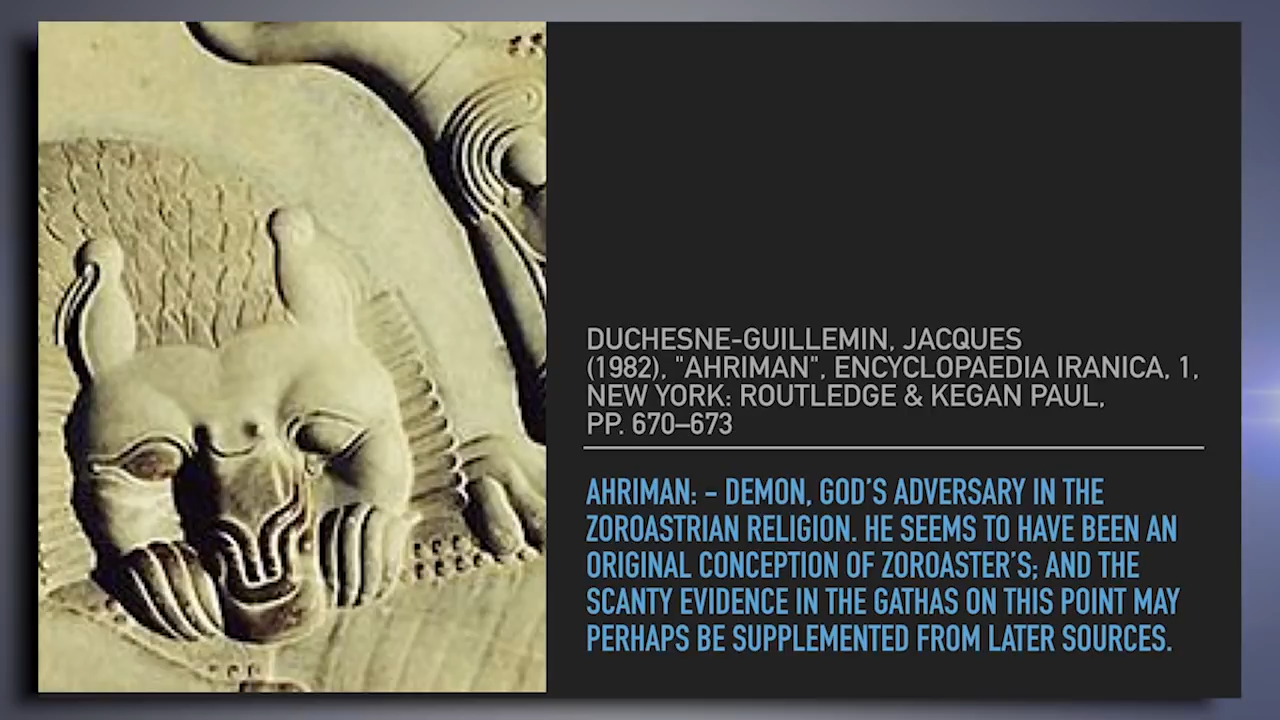 DUCHESNE-GUILLEMIN, JACQUES
(1982), "AHRIMAN", ENCYCLOPAEDIA IRANICA, 1,
NEW YORK: ROUTLEDGE & KEGAN PAUL,
PP. 670–673
AHRIMAN: – DEMON, GOD’S ADVERSARY IN THE
ZOROASTRIAN RELIGION. HE SEEMS TO HAVE BEEN AN
ORIGINAL CONCEPTION OF ZOROASTER’S; AND THE
SCANTY EVIDENCE IN THE GATHAS ON THIS POINT MAY
PERHAPS BE SUPPLEMENTED FROM LATER SOURCES.